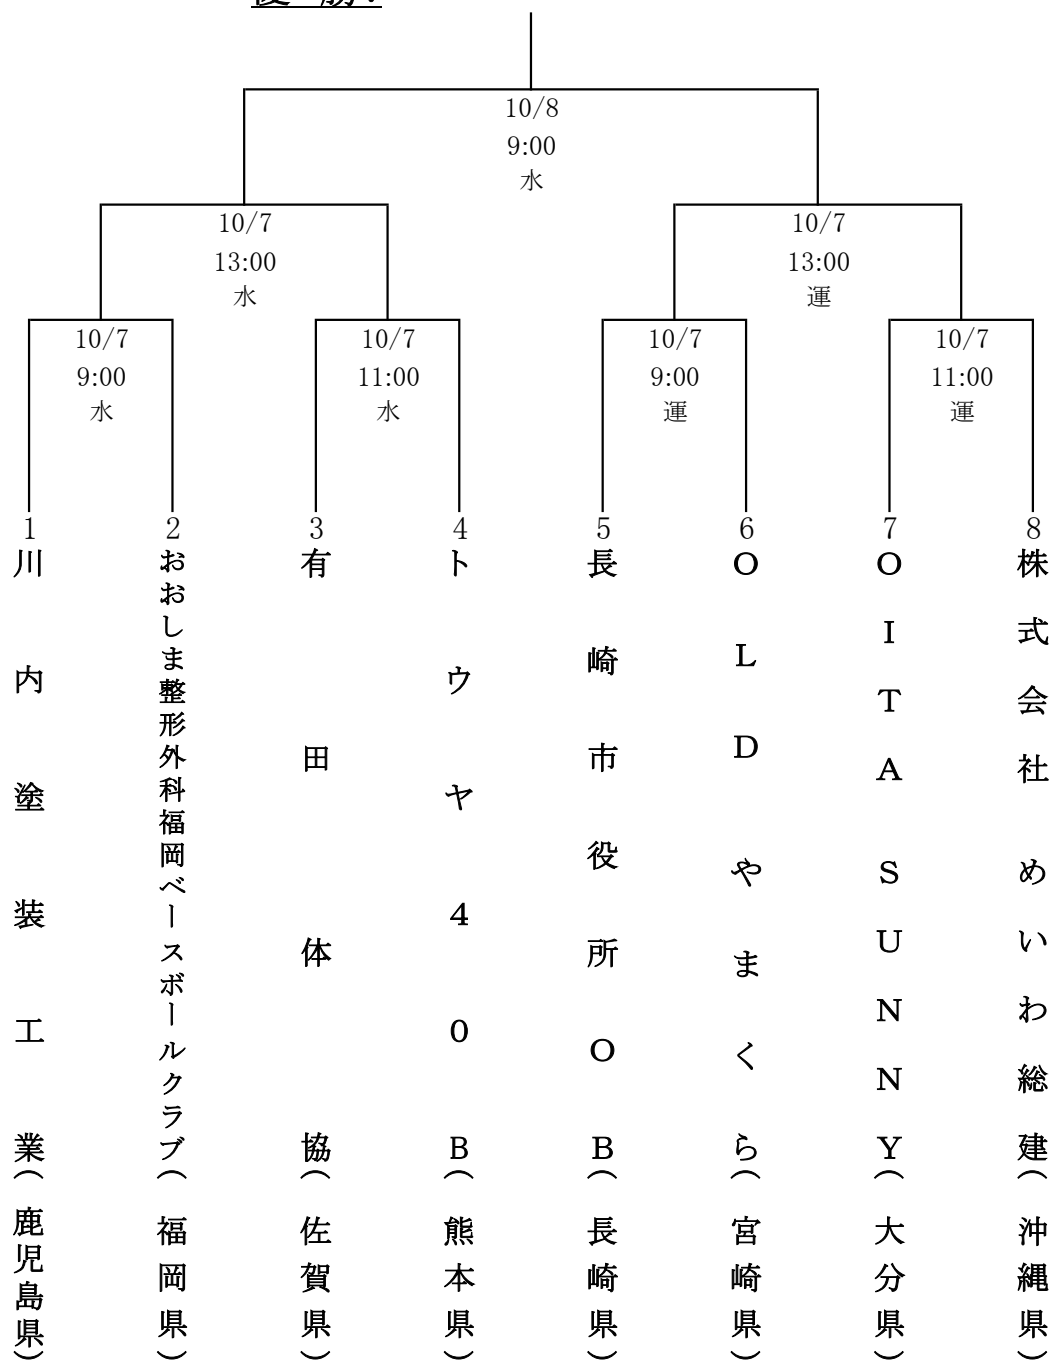 10/8
9:00
水
10/7
13:00
水
10/7
13:00
運
10/7
9:00
水
10/7
11:00
水
10/7
9:00
運
10/7
11:00
運
1
川内塗装工業(鹿児島県)
2
おおしま整形外科福岡ベースボールクラブ(福岡県)
3
有田体協(佐賀県)
4
トウヤ40B(熊本県)
5
長崎市役所OB(長崎県)
6
OLD やまくら(宮崎県)
7
OITA SUNNY(大分県)
8
株式会社 めいわ総建(沖縄県)